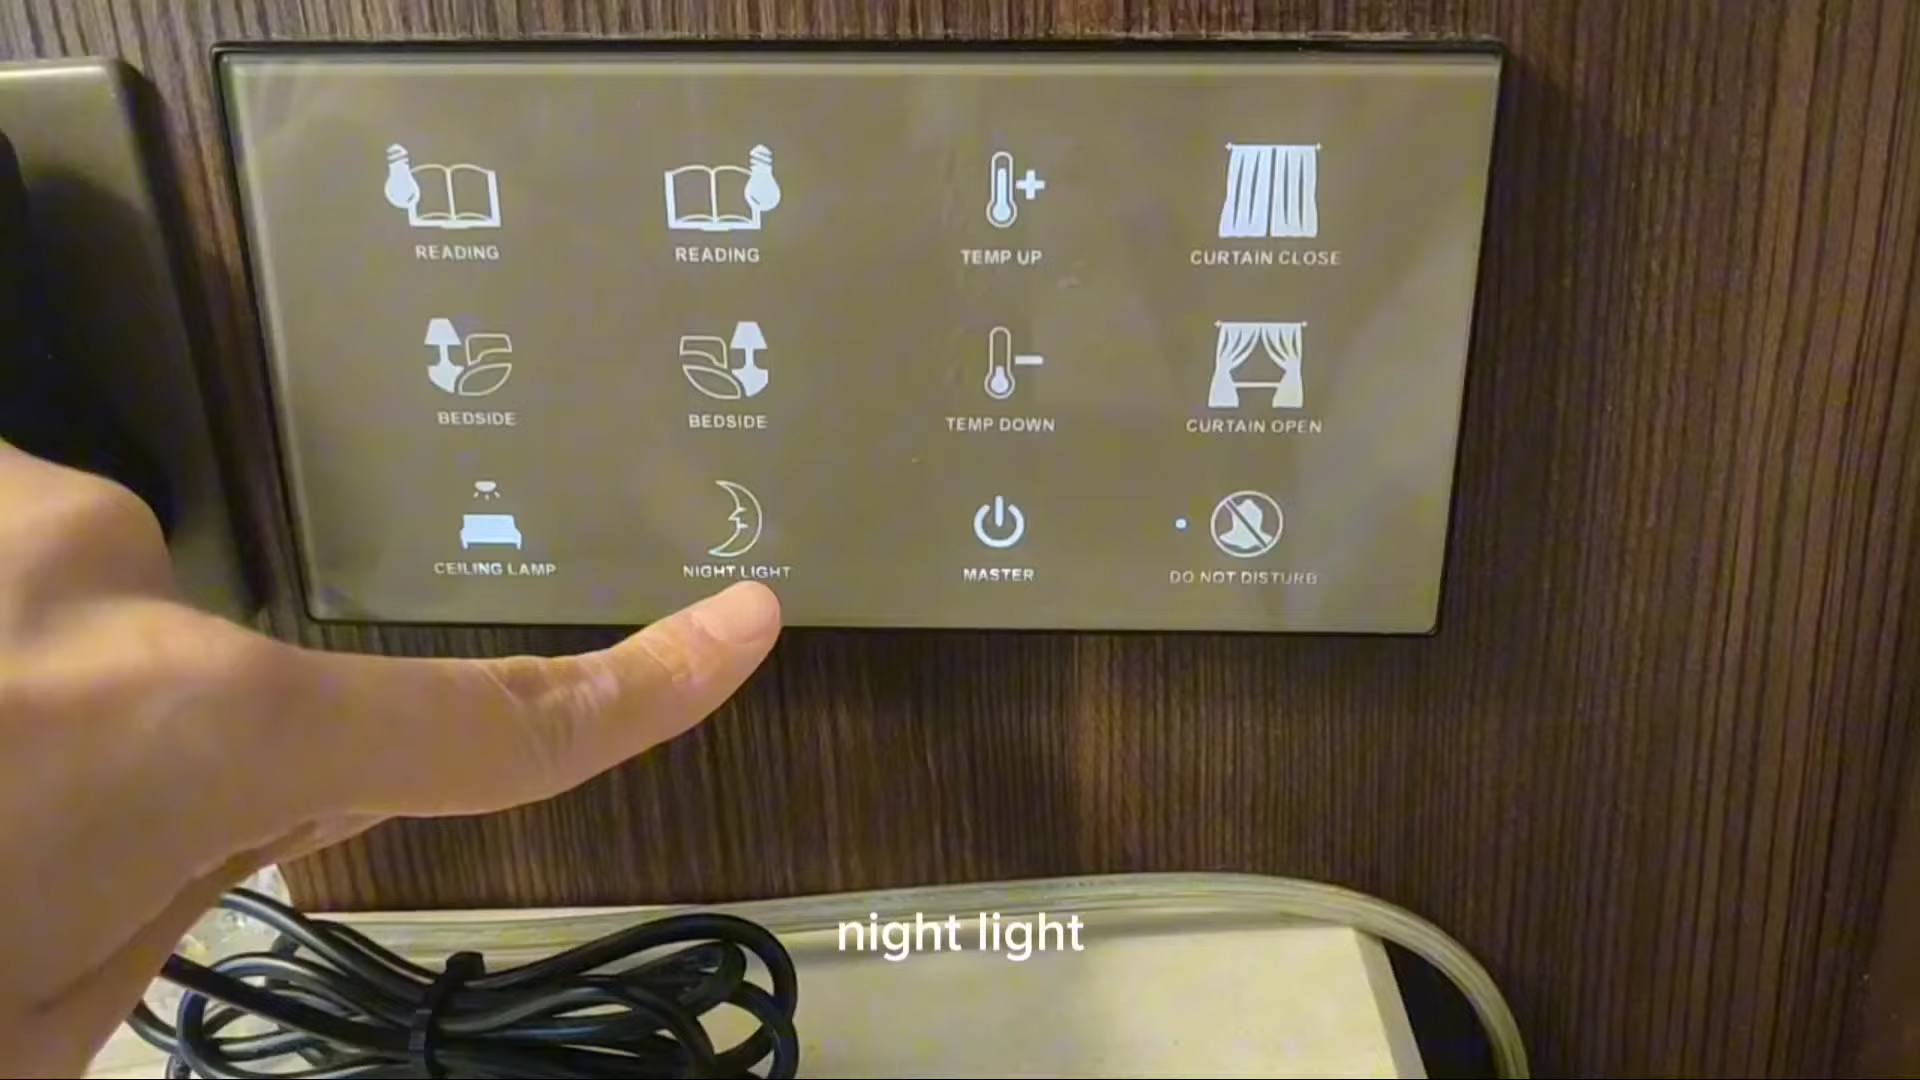 READING
READING
TEMP UP
CURTAIN CLOSE
BEDSIDE
BEDSIDE
TEMP DOWN
CURTAIN OPEN
CEILING LAMP
NIGHT LIGHT
MASTER
DO NOT DISTURB
night light